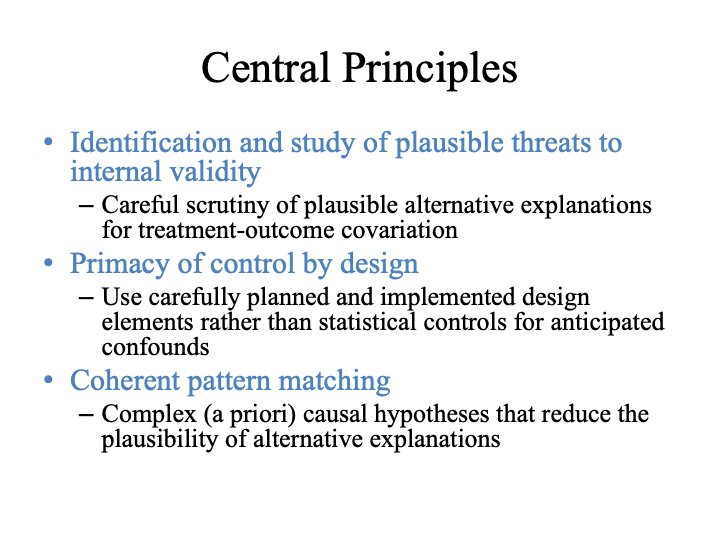 Central Principles
• Identification and study of plausible threats to
internal validity
– Careful scrutiny of plausible alternative explanations
for treatment-outcome covariation
• Primacy of control by design
– Use carefully planned and implemented design
elements rather than statistical controls for anticipated
confounds
• Coherent pattern matching
– Complex (a priori) causal hypotheses that reduce the
plausibility of alternative explanations